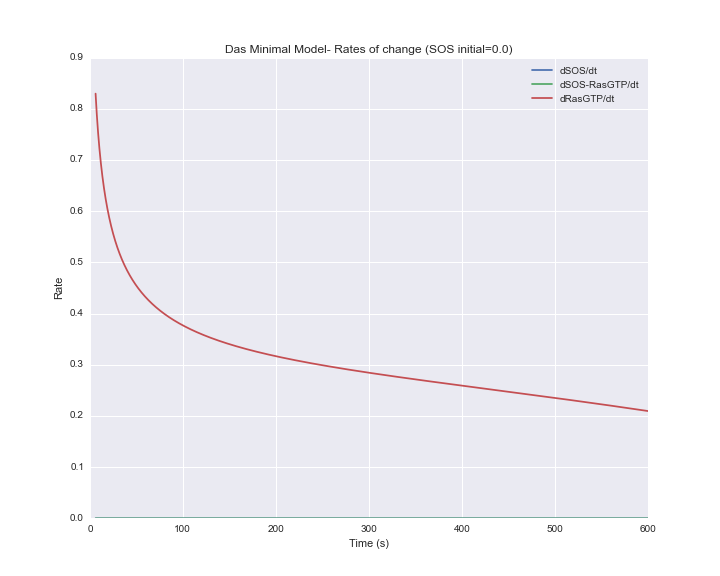 Das Minimal Model- Rates of change (SOS initial=0.0)
0.9
0.8
0.7
0.6
0.5
0.4
0.3
0.2
0.1
0.0
Rate
dSOS/dt
dSOS-RasGTP/dt
dRasGTP/dt
0 100 200 300 400 500 600
Time (s)